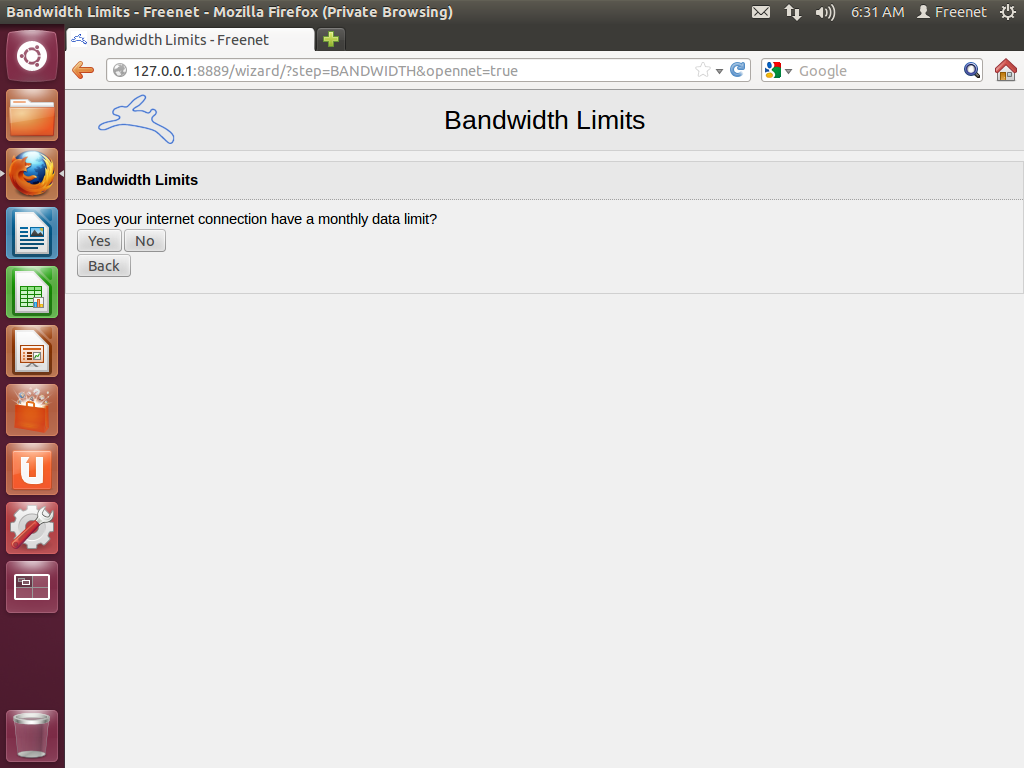 Bandwidth Limits - Freenet - Mozilla Firefox (Private Browsing)
6:31 AM Freenet
Bandwidth Limits - Freenet
127.0.0.1:8889/wizard/?step=BANDWIDTH&opennet=true
Google
Bandwidth Limits
Bandwidth Limits
Does your internet connection have a monthly data limit?
Yes No
Back